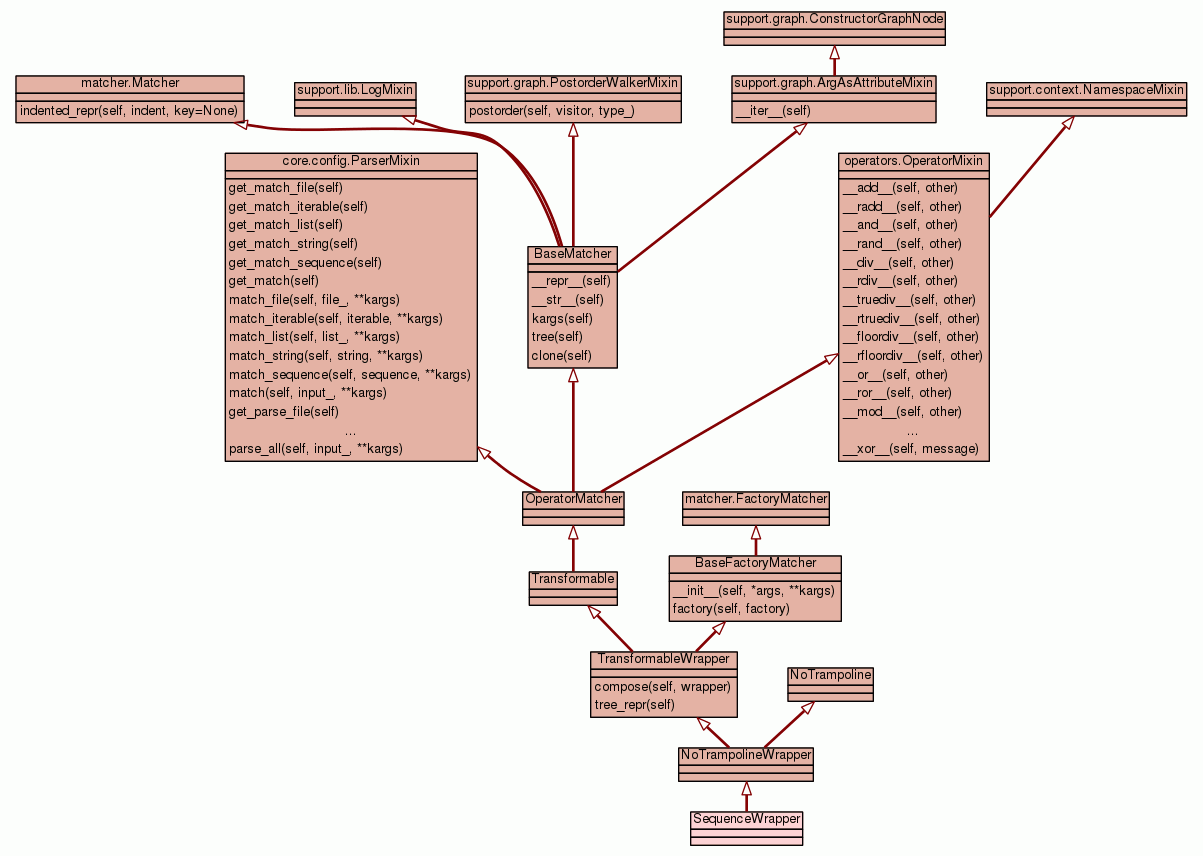 support.graph.ConstructorGraphNode
matcher.Matcher
indented_repr(self, indent, key=None)
support.lib.LogMixin
support.graph.PostorderWalkerMixin
postorder(self, visitor, type_)
support.graph.ArgAsAttributeMixin
__iter__(self)
support.context.NamespaceMixin
core.config.ParserMixin
get_match_file(self)
get_match_iterable(self)
get_match_list(self)
get_match_string(self)
get_match_sequence(self)
get_match(self)
match_file(self, file_, **kargs)
match_iterable(self, iterable, **kargs)
match_list(self, list_, **kargs)
match_string(self, string, **kargs)
match_sequence(self, sequence, **kargs)
match(self, input_, **kargs)
get_parse_file(self)
...
parse_all(self, input_, **kargs)
BaseMatcher
__repr__(self)
__str__(self)
kargs(self)
tree(self)
clone(self)
operators.OperatorMixin
__add__(self, other)
__radd__(self, other)
__and__(self, other)
__rand__(self, other)
__div__(self, other)
__rdiv__(self, other)
__truediv__(self, other)
__rtruediv__(self, other)
__floordiv__(self, other)
__rfloordiv__(self, other)
__or__(self, other)
__ror__(self, other)
__mod__(self, other)
...
__xor__(self, message)
OperatorMatcher
matcher.FactoryMatcher
Transformable
BaseFactoryMatcher
__init__(self, *args, **kargs)
factory(self, factory)
TransformableWrapper
compose(self, wrapper)
tree_repr(self)
NoTrampoline
NoTrampolineWrapper
SequenceWrapper